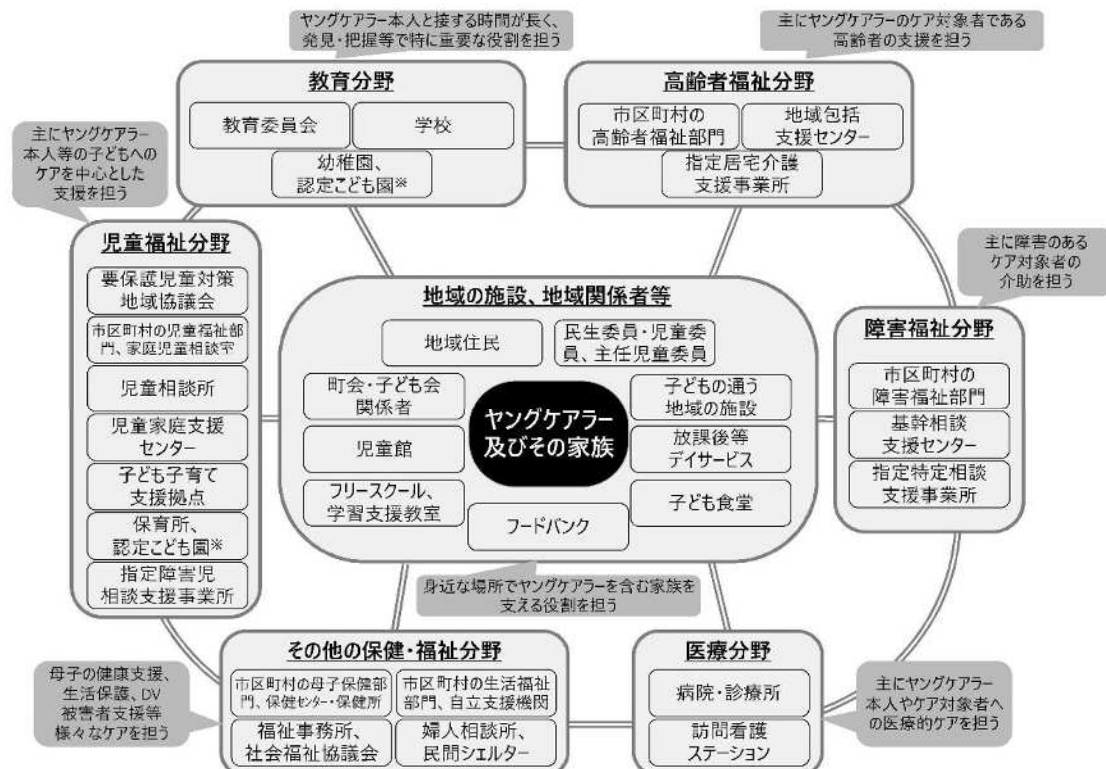 ヤングケアラー本人と接する時間が長く、
発見・把握等で特に重要な役割を担う
主にヤングケアラーのケア対象者である
高齢者の支援を担う
教育分野
教育委員会
学校
幼稚園、
認定こども園※
高齢者福祉分野
市区町村の
高齢者福祉部門
地域包括
支援センター
指定居宅介護
支援事業所
主にヤングケアラー
本人等の子どもへの
ケアを中心とした
支援を担う
児童福祉分野
要保護児童対策
地域協議会
市区町村の児童福祉部
門、家庭児童相談室
児童相談所
児童家庭支援
センター
子ども子育て
支援拠点
保育所、
認定こども園※
指定障害児
相談支援事業所
地域の施設、地域関係者等
地域住民
民生委員・児童委
員、主任児童委員
町会・子ども会
関係者
子どもの通う
地域の施設
ヤングケアラー
及びその家族
児童館
放課後等
デイサービス
フリースクール、
学習支援教室
子ども食堂
フードバンク
身近な場所でヤングケアラーを含む家族を
支える役割を担う
主に障害のある
ケア対象者の
介助を担う
障害福祉分野
市区町村の
障害福祉部門
基幹相談
支援センター
指定特定相談
支援事業所
母子の健康支援、
生活保護、DV
被害者支援等
様々なケアを担う
その他の保健・福祉分野
市区町村の母子保健部
門、保健センター・保健所
市区町村の生活福祉
部門、自立支援機関
福祉事務所、
社会福祉協議会
婦人相談所、
民間シェルター
医療分野
病院・診療所
訪問看護
ステーション
主にヤングケアラー
本人やケア対象者へ
の医療的ケアを担う